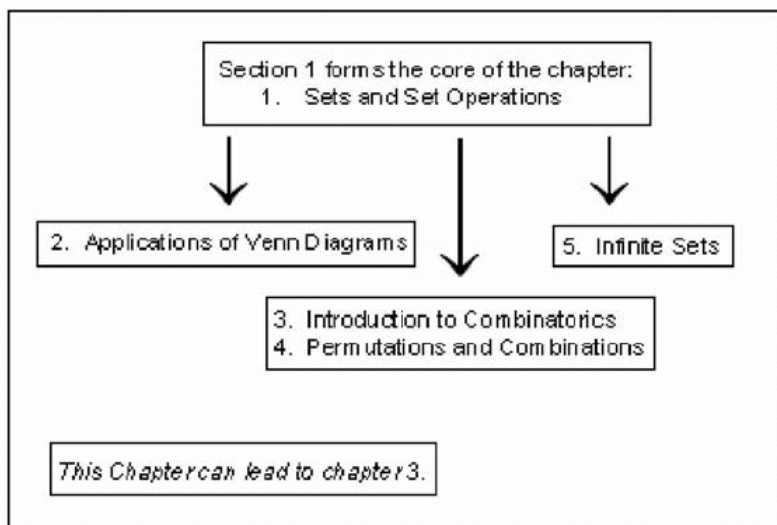 Section 1 forms the core of the chapter:
1. Sets and Set Operations
2. Applications of Venn Diagrams
5. Infinite Sets
3. Introduction to Combinatorics
4. Permutations and Combinations
This Chapter can lead to chapter 3.